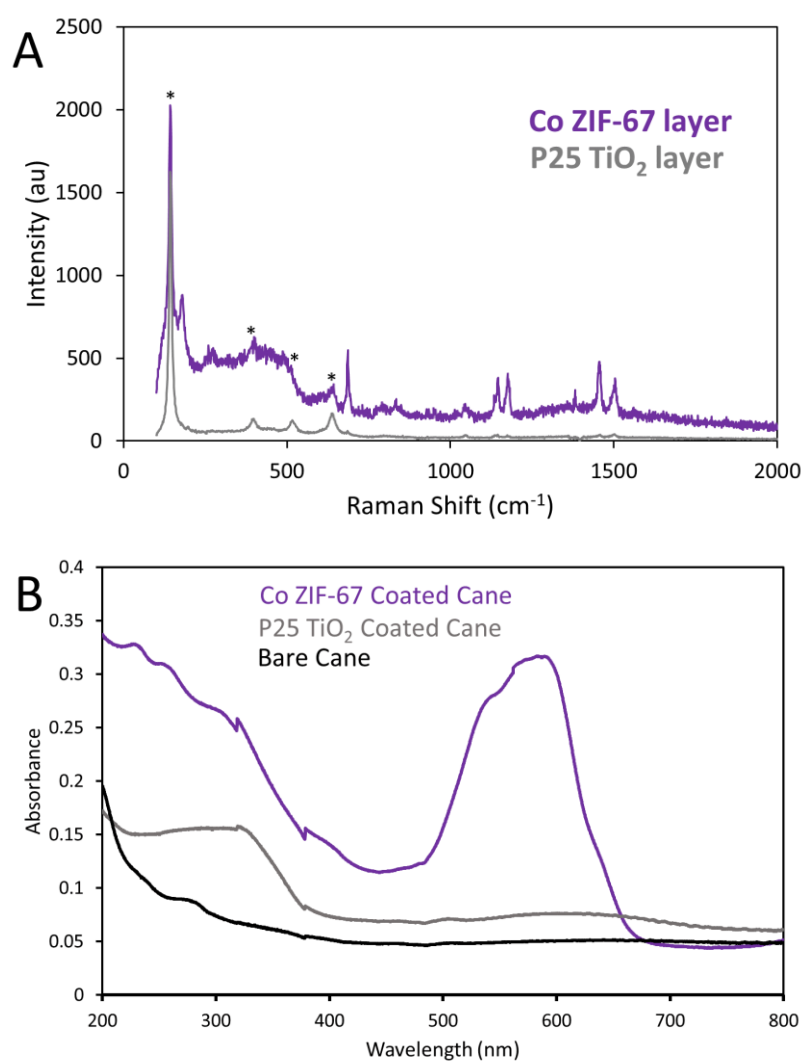 A
2500
2000
1500
1000
500
0
Intensity (au)
*
*
*
*
Co ZIF-67 layer
P25 TiO₂ layer
0 500 1000 1500 2000
Raman Shift (cm⁻¹)
B
0.4
0.35
0.3
0.25
0.2
0.15
0.1
0.05
0
Absorbance
Co ZIF-67 Coated Cane
P25 TiO₂ Coated Cane
Bare Cane
200 300 400 500 600 700 800
Wavelength (nm)